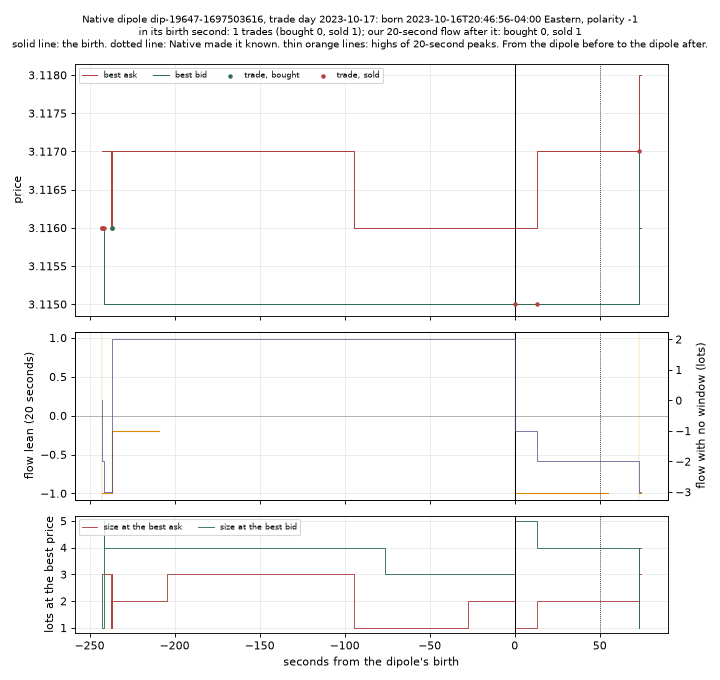 Native dipole dip-19647-1697503616, trade day 2023-10-17: born 2023-10-16T20:46:56-04:00 Eastern, polarity -1
in its birth second: 1 trades (bought 0, sold 1); our 20-second flow after it: bought 0, sold 1
solid line: the birth. dotted line: Native made it known. thin orange lines: highs of 20-second peaks. From the dipole before to the dipole after.
best ask best bid trade, bought trade, sold
3.1180
3.1175
3.1170
3.1165
3.1160
3.1155
3.1150
price
1.0
0.5
0.0
−0.5
−1.0
flow lean (20 seconds)
2
1
0
−1
−2
−3
flow with no window (lots)
size at the best ask size at the best bid
5
4
3
2
1
lots at the best price
−250 −200 −150 −100 −50 0 50
seconds from the dipole's birth